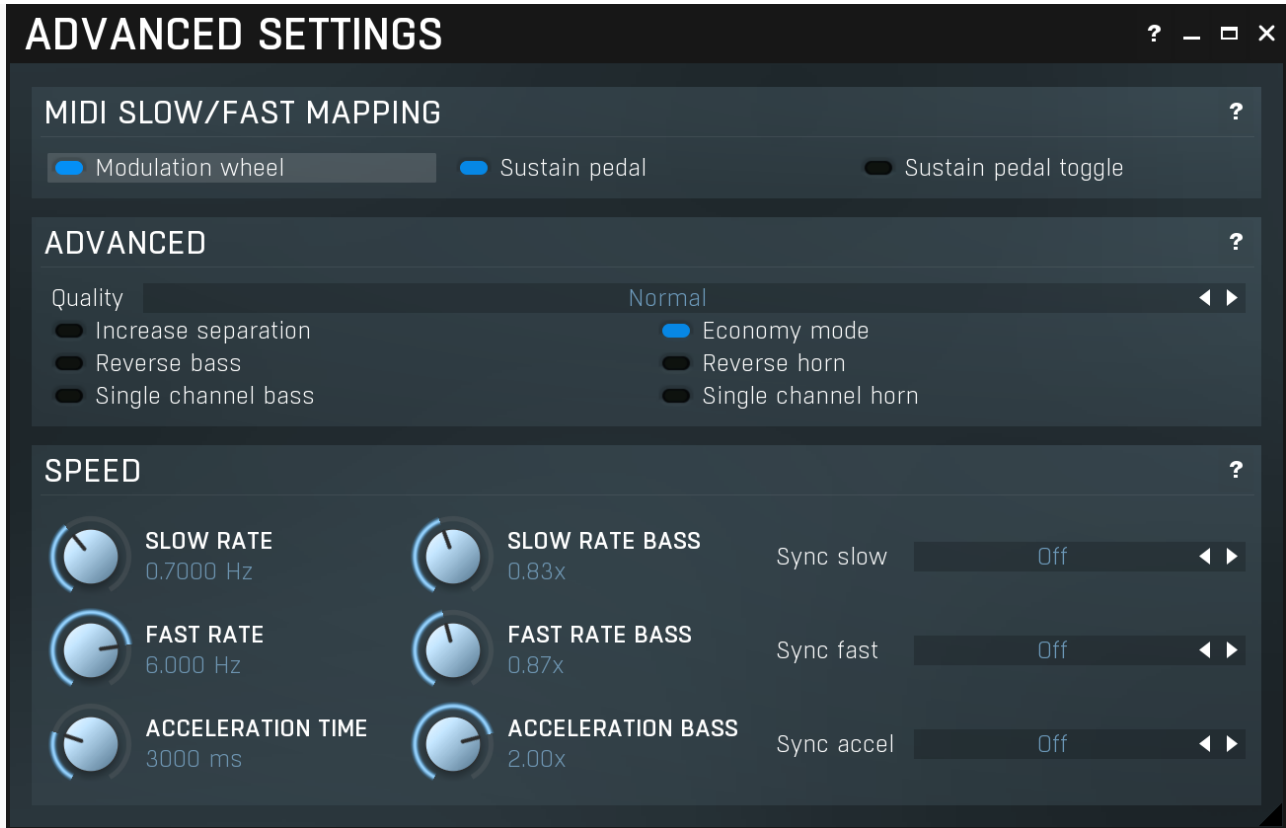 ADVANCED SETTINGS ?
MIDI SLOW/FAST MAPPING ?
Modulation wheel Sustain pedal Sustain pedal toggle
ADVANCED ?
Quality Normal
Increase separation Economy mode
Reverse bass Reverse horn
Single channel bass Single channel horn
SPEED ?
SLOW RATE SLOW RATE BASS
0.7000 Hz 0.83x Sync slow Off
FAST RATE FAST RATE BASS
6.000 Hz 0.87x Sync fast Off
ACCELERATION TIME ACCELERATION BASS
3000 ms 2.00x Sync accel Off